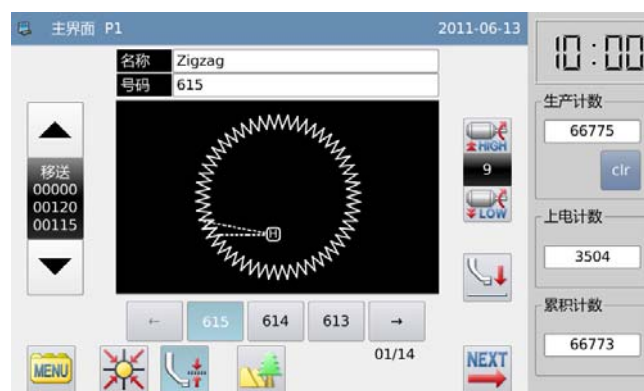 主界面 P1
2011-06-13
10:00
名称 Zigzag
号码 615
移送
00000
00120
00115
H
HIGH
9
LOW
生产计数
66775
clr
上电计数
3504
累积计数
66773
← 615 614 613 →
01/14
MENU
NEXT